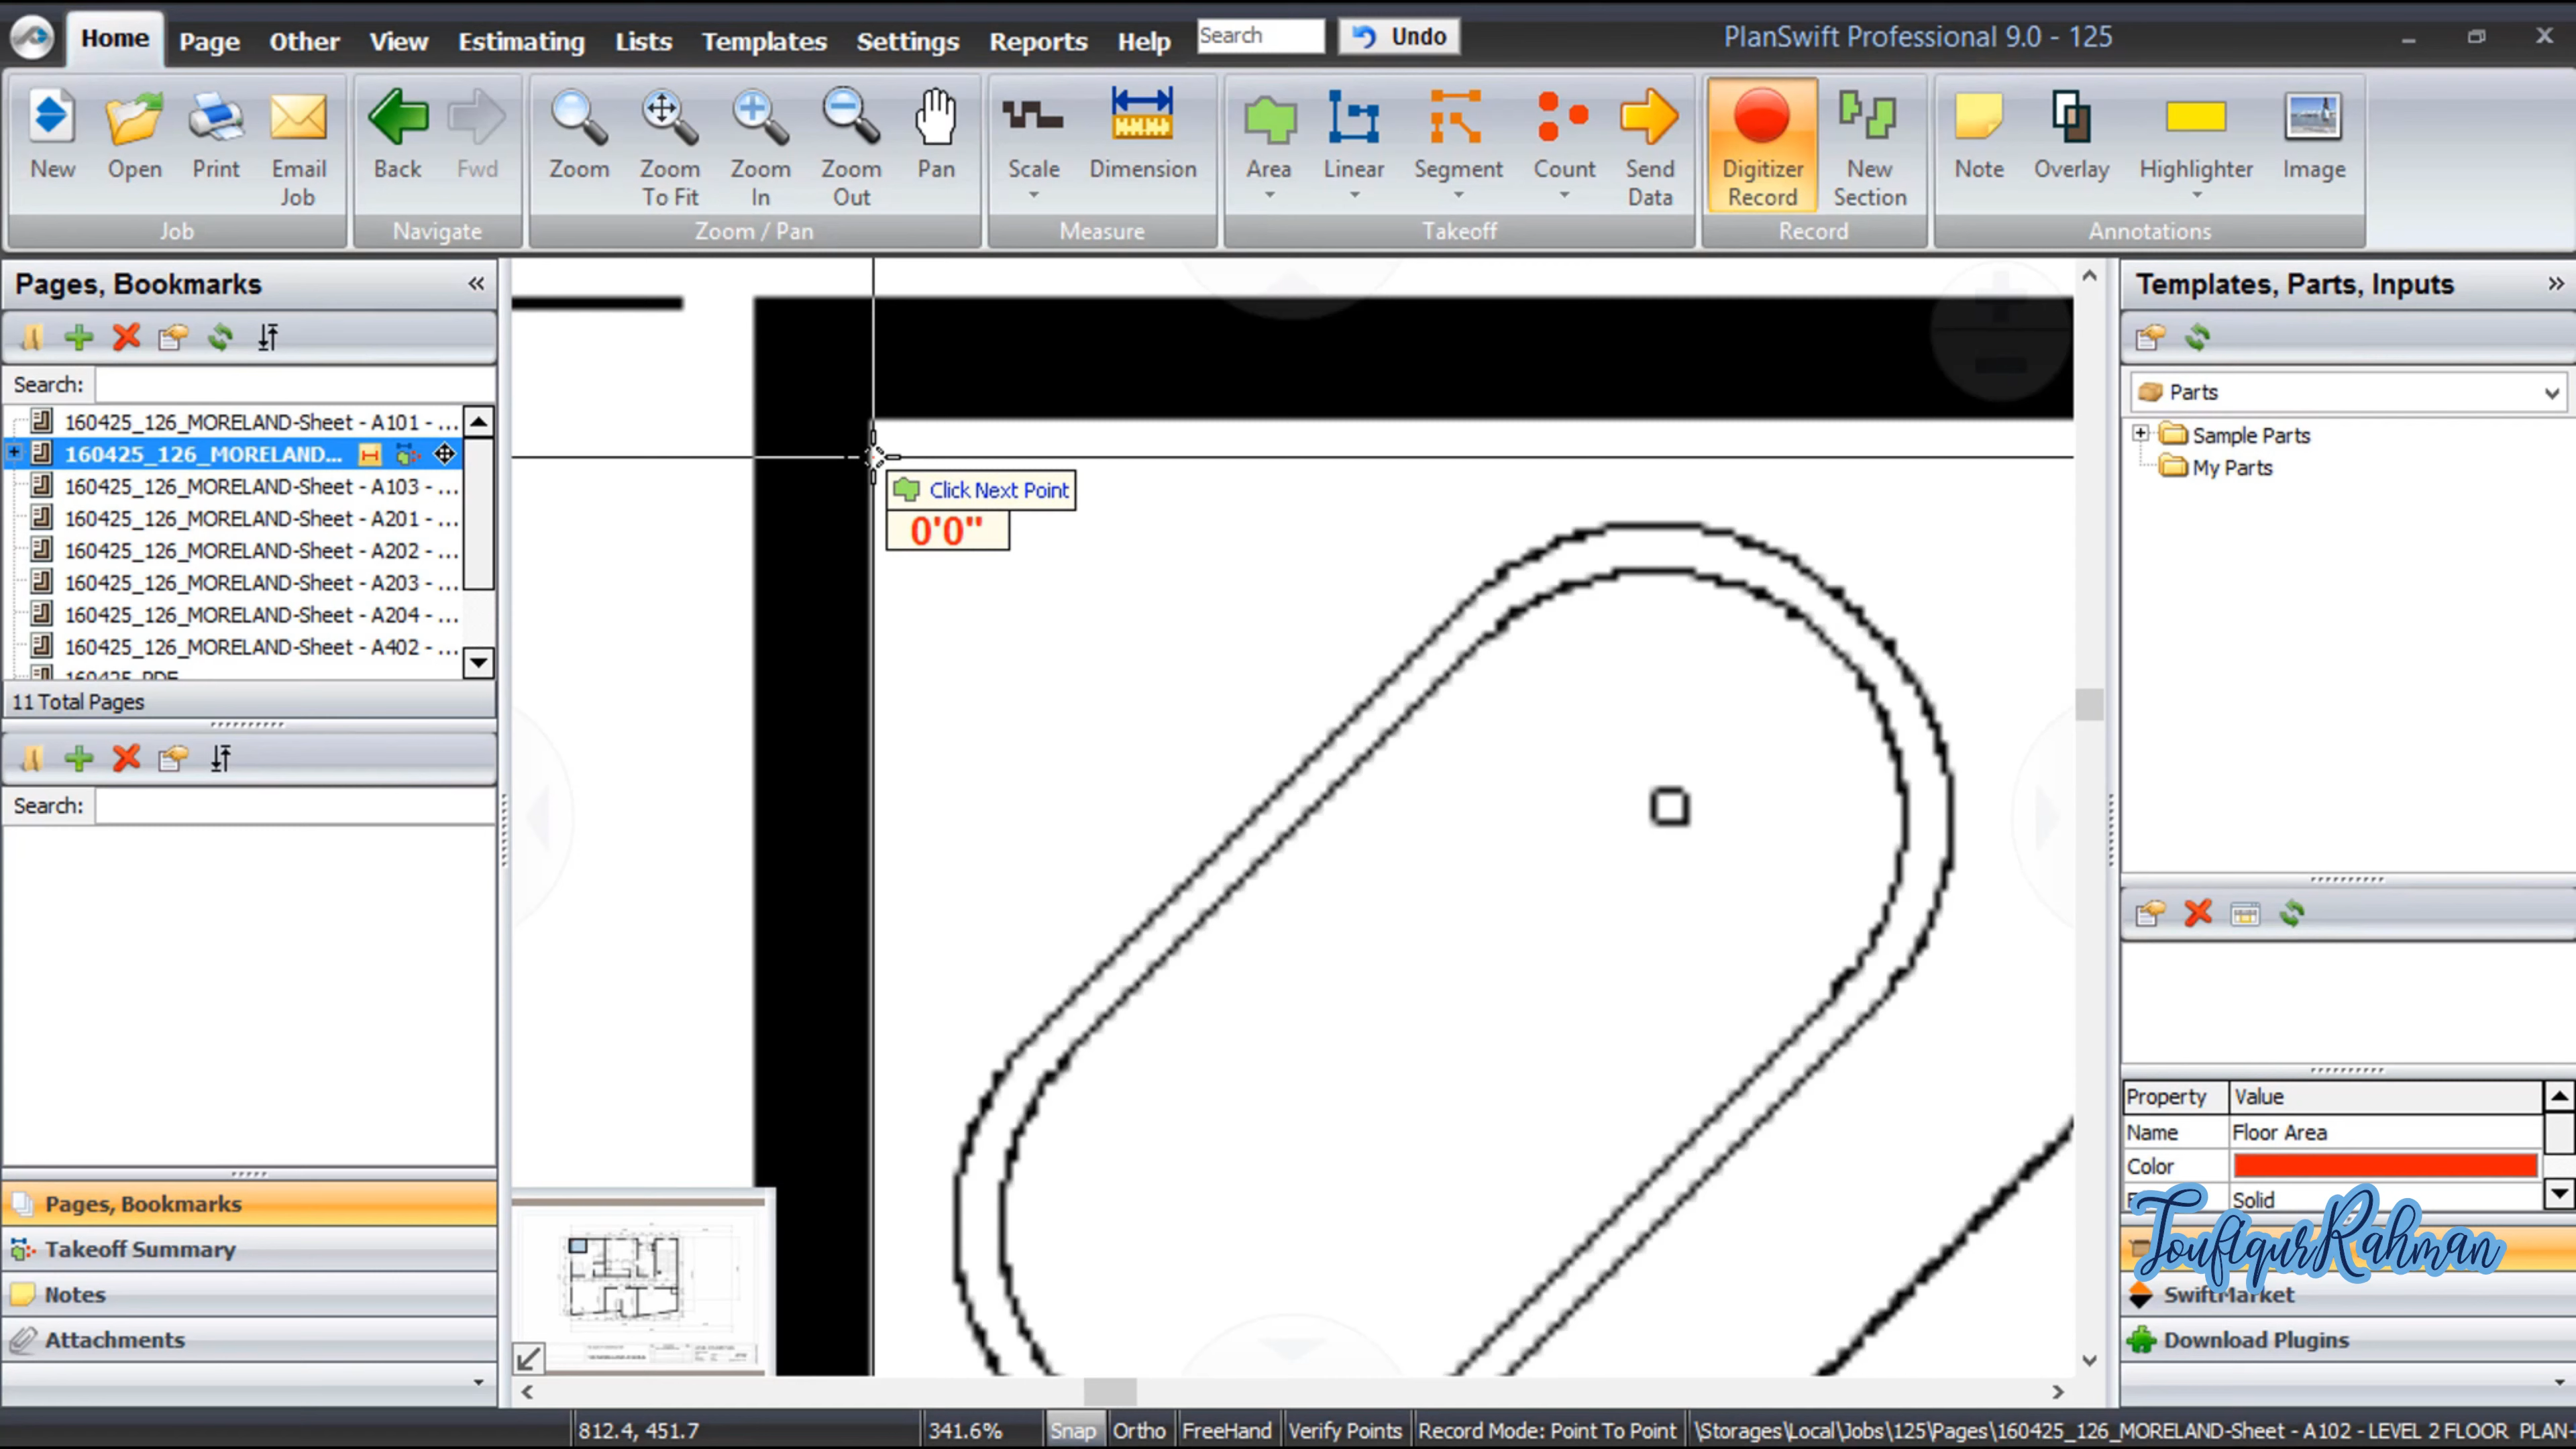 Home Page Other View Estimating Lists Templates Settings Reports Help Search Undo PlanSwift Professional 9.0 - 125
New Open Print Email Job Back Fwd Zoom Zoom To Fit Zoom In Zoom Out Pan Scale Dimension Area Linear Segment Count Send Data Digitizer Record New Section Note Overlay Highlighter Image
Job Navigate Zoom / Pan Measure Takeoff Record Annotations
Pages, Bookmarks
Search:
160425_126_MORELAND-Sheet - A101 - ...
160425_126_MORELAND...
160425_126_MORELAND-Sheet - A103 - ...
160425_126_MORELAND-Sheet - A201 - ...
160425_126_MORELAND-Sheet - A202 - ...
160425_126_MORELAND-Sheet - A203 - ...
160425_126_MORELAND-Sheet - A204 - ...
160425_126_MORELAND-Sheet - A402 - ...
11 Total Pages
Search:
Pages, Bookmarks
Takeoff Summary
Notes
Attachments
Click Next Point
0'0"
Templates, Parts, Inputs
Parts
Sample Parts
My Parts
Property Value
Name Floor Area
Color
Solid
ToufiqurRahman
SwiftMarket
Download Plugins
812.4, 451.7 341.6% Snap Ortho FreeHand Verify Points Record Mode: Point To Point \Storages\Local\Jobs\125\Pages\160425_126_MORELAND-Sheet - A102 - LEVEL 2 FLOOR PLAN-